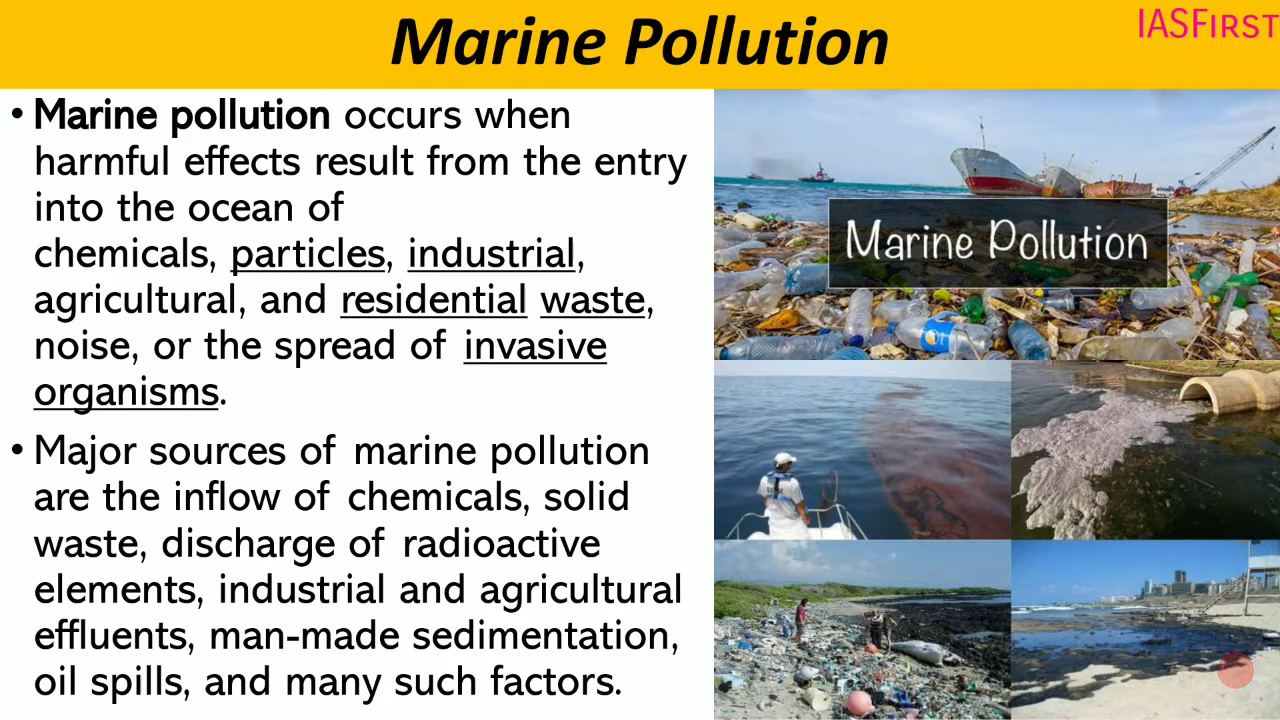 Marine Pollution
IASFIRST
• Marine pollution occurs when
harmful effects result from the entry
into the ocean of
chemicals, particles, industrial,
agricultural, and residential waste,
noise, or the spread of invasive
organisms.
• Major sources of marine pollution
are the inflow of chemicals, solid
waste, discharge of radioactive
elements, industrial and agricultural
effluents, man-made sedimentation,
oil spills, and many such factors.
Marine Pollution